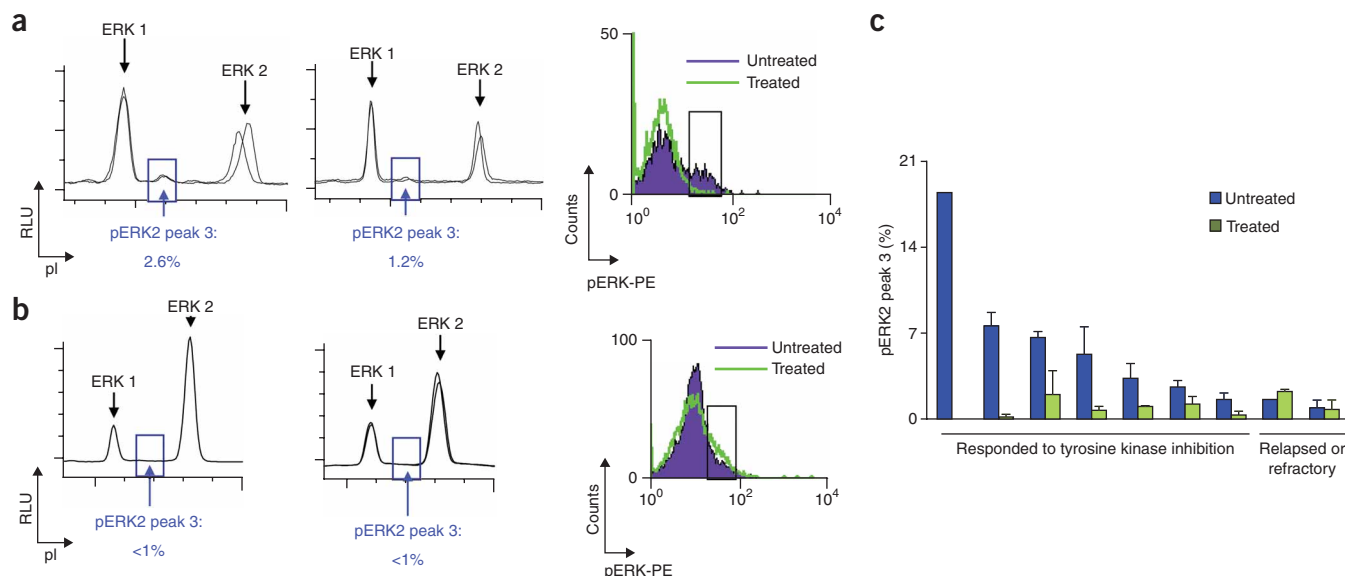 a
ERK 1
ERK 2
RLU
pI
pERK2 peak 3:
2.6%
ERK 1
ERK 2
pERK2 peak 3:
1.2%
50
0
Untreated
Treated
Counts
10^0
10^2
10^4
pERK-PE
b
ERK 1
ERK 2
RLU
pI
pERK2 peak 3:
<1%
ERK 1
ERK 2
pERK2 peak 3:
<1%
100
0
Untreated
Treated
Counts
10^0
10^2
10^4
pERK-PE
c
pERK2 peak 3 (%)
21
14
7
0
Untreated
Treated
Responded to tyrosine kinase inhibition
Relapsed or
refractory